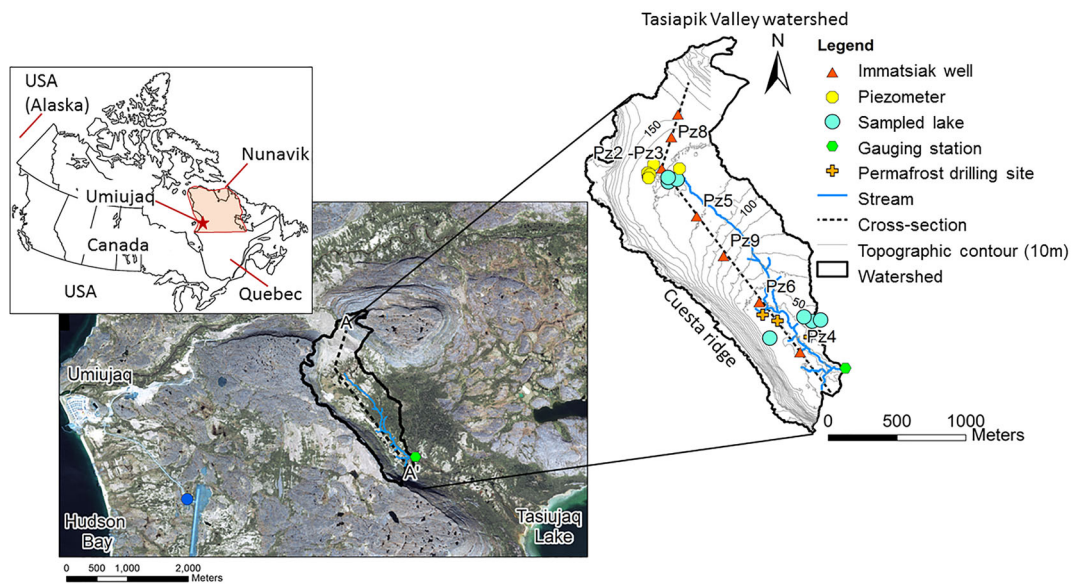 Tasiapik Valley watershed
N
USA
(Alaska)
Nunavik
Umiujaq
Canada
USA
Quebec
Legend
Immatsiak well
Piezometer
Sampled lake
Gauging station
Permafrost drilling site
Stream
Cross-section
Topographic contour (10m)
Watershed
150
Pz8
Pz2 -Pz3
Pz5
100
Pz9
Pz6
50
Pz4
Cuesta ridge
0 500 1000
Meters
A
A'
Umiujaq
Hudson
Bay
Tasiujaq
Lake
0 500 1,000 2,000
Meters